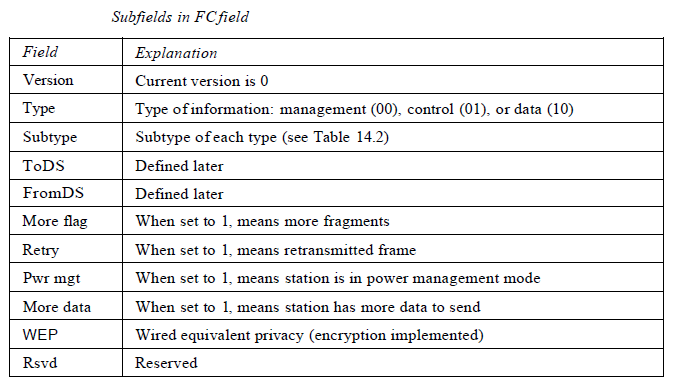 Subfields in FC field
Field Explanation
Version Current version is 0
Type Type of information: management (00), control (01), or data (10)
Subtype Subtype of each type (see Table 14.2)
ToDS Defined later
FromDS Defined later
More flag When set to 1, means more fragments
Retry When set to 1, means retransmitted frame
Pwr mgt When set to 1, means station is in power management mode
More data When set to 1, means station has more data to send
WEP Wired equivalent privacy (encryption implemented)
Rsvd Reserved